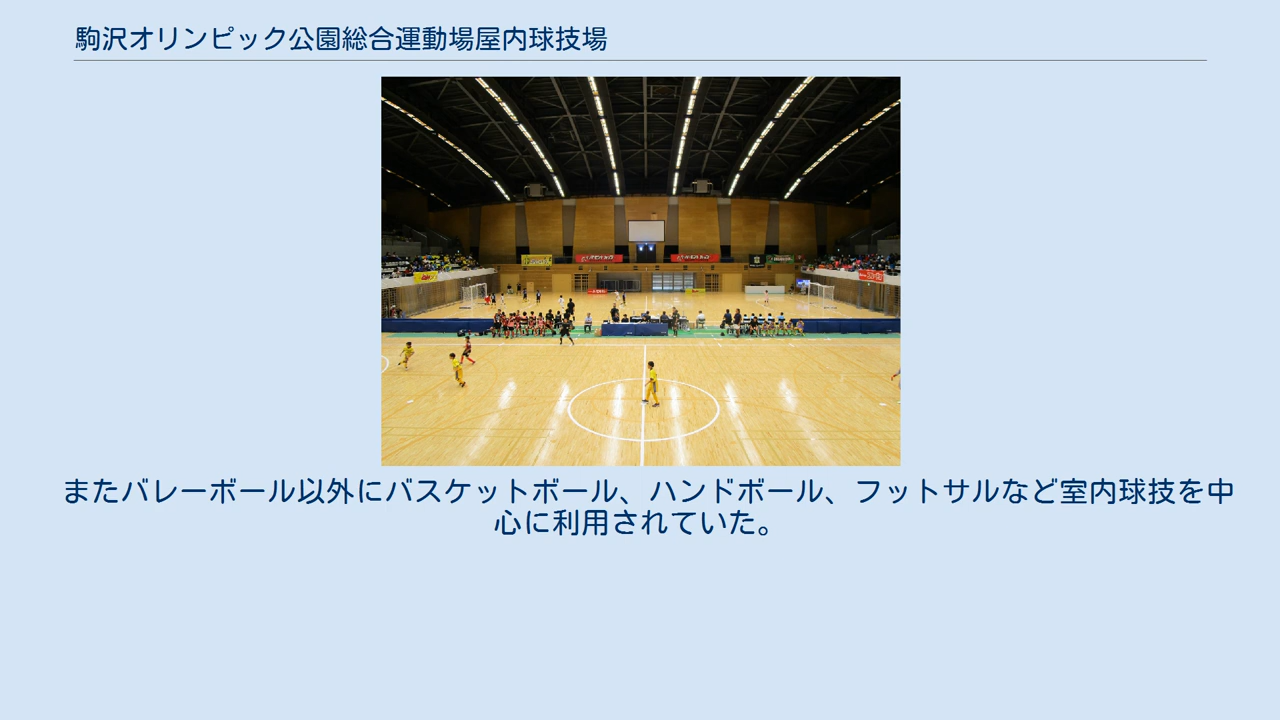 駒沢オリンピック公園総合運動場屋内球技場
またバレーボール以外にバスケットボール、ハンドボール、フットサルなど室内球技を中
心に利用されていた。